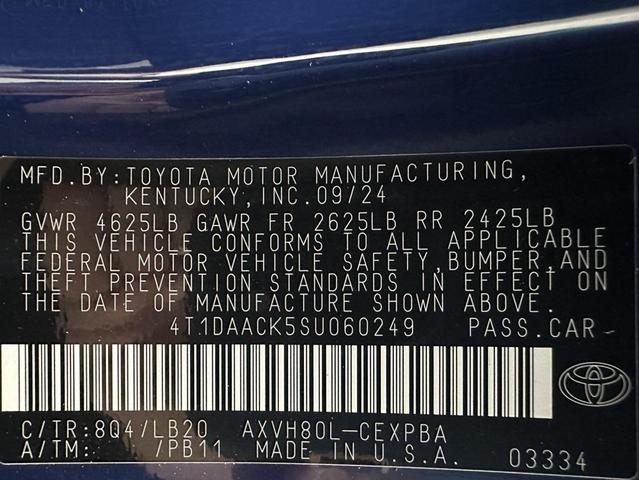 MFD.BY:TOYOTA MOTOR MANUFACTURING,
KENTUCKY,INC.09/24
GVWR 4625LB GAWR FR 2625LB RR 2425LB
THIS VEHICLE CONFORMS TO ALL APPLICABLE
FEDERAL MOTOR VEHICLE SAFETY,BUMPER,AND
THEFT PREVENTION STANDARDS IN EFFECT ON
THE DATE OF MANUFACTURE SHOWN ABOVE.
4T1DAACK5SU060249 PASS.CAR
C/TR:8Q4/LB20 AXVH80L-CEXPBA
A/TM: /PB11 MADE IN U.S.A. 03334